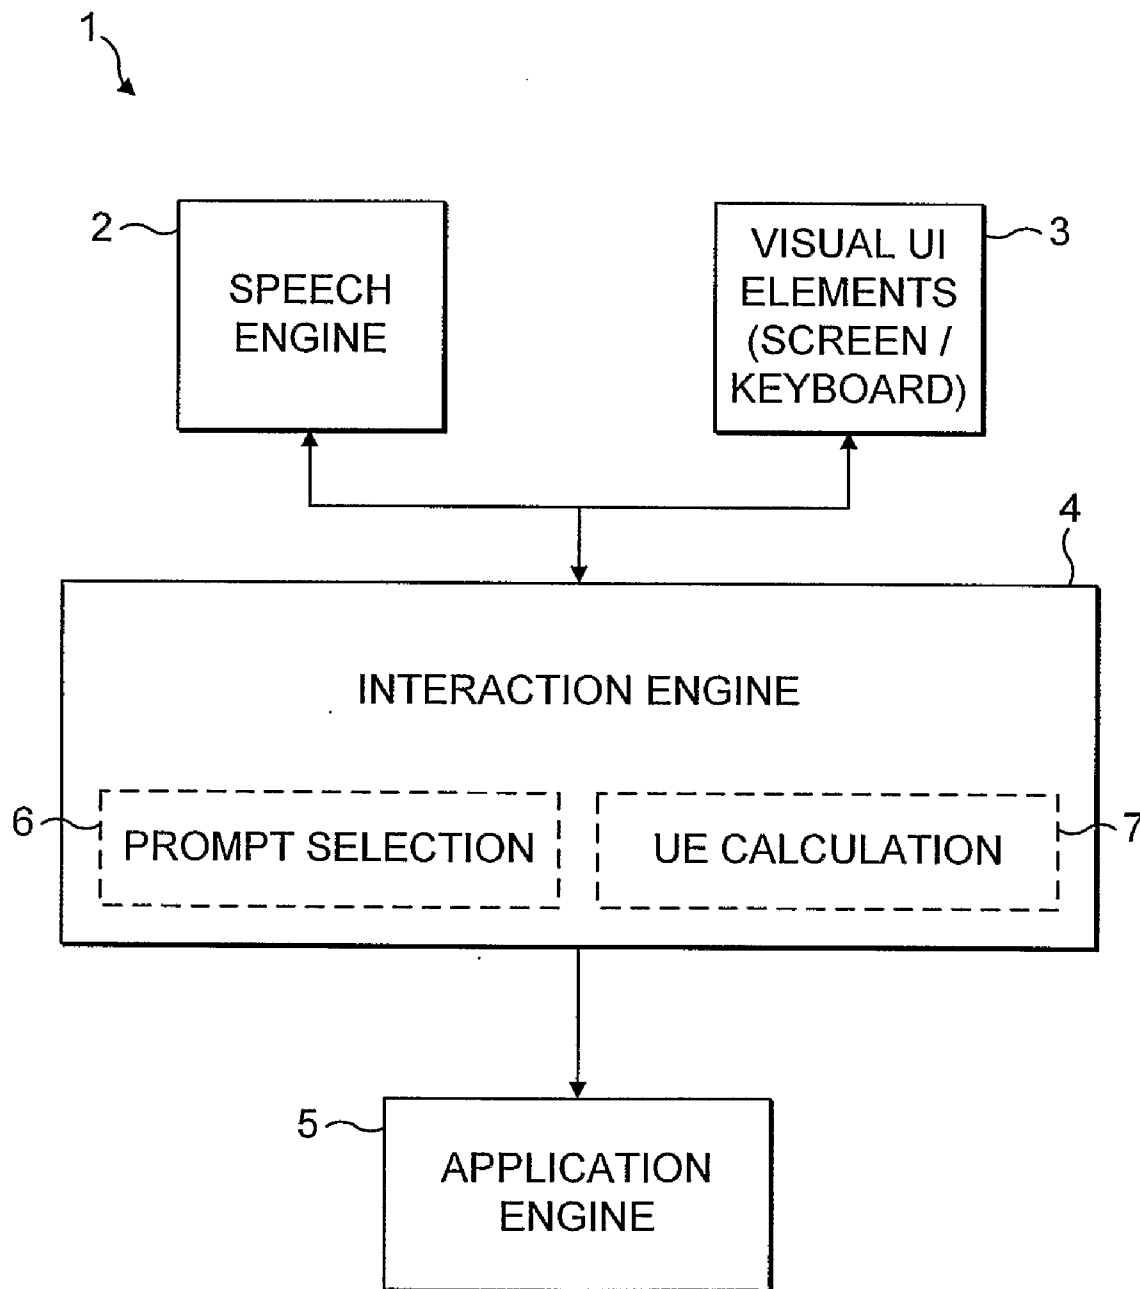 1
2
SPEECH
ENGINE
VISUAL UI
ELEMENTS
(SCREEN /
KEYBOARD)
3
4
INTERACTION ENGINE
6
PROMPT SELECTION
UE CALCULATION
7
5
APPLICATION
ENGINE